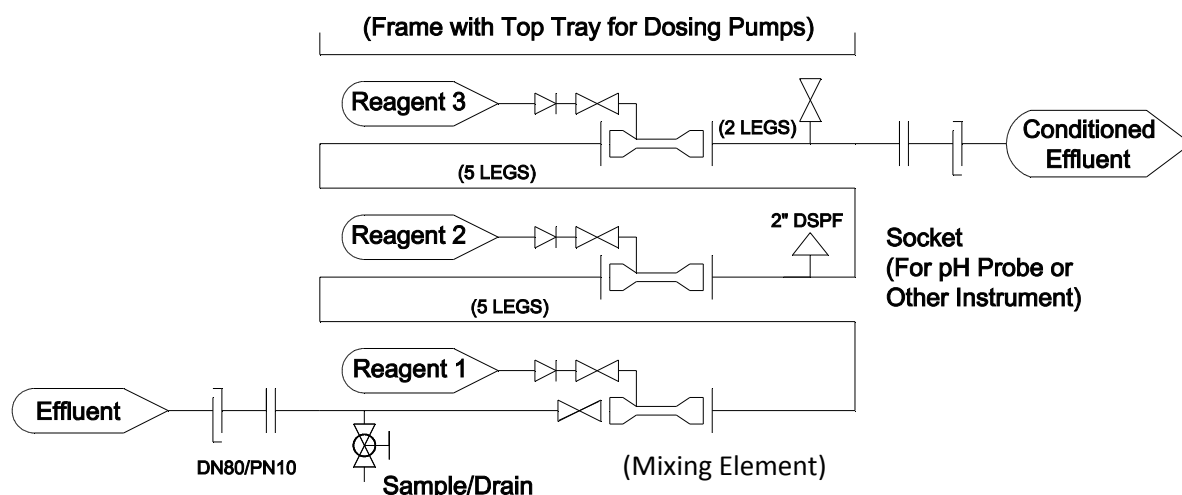 (Frame with Top Tray for Dosing Pumps)
Reagent 3
(2 LEGS)
Conditioned
Effluent
(5 LEGS)
Reagent 2
2" DSPF
Socket
(For pH Probe or
Other Instrument)
(5 LEGS)
Reagent 1
Effluent
DN80/PN10
(Mixing Element)
Sample/Drain